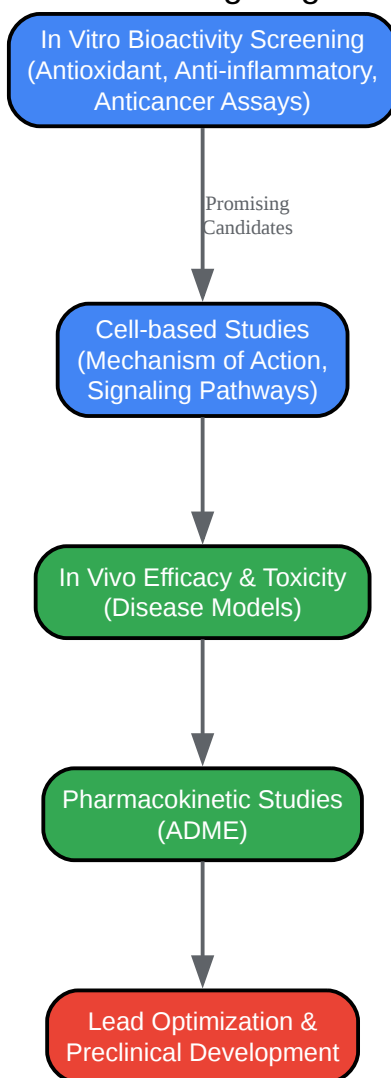 In Vitro Bioactivity Screening
(Antioxidant, Anti-inflammatory,
Anticancer Assays)
Promising
Candidates
Cell-based Studies
(Mechanism of Action,
Signaling Pathways)
In Vivo Efficacy & Toxicity
(Disease Models)
Pharmacokinetic Studies
(ADME)
Lead Optimization &
Preclinical Development